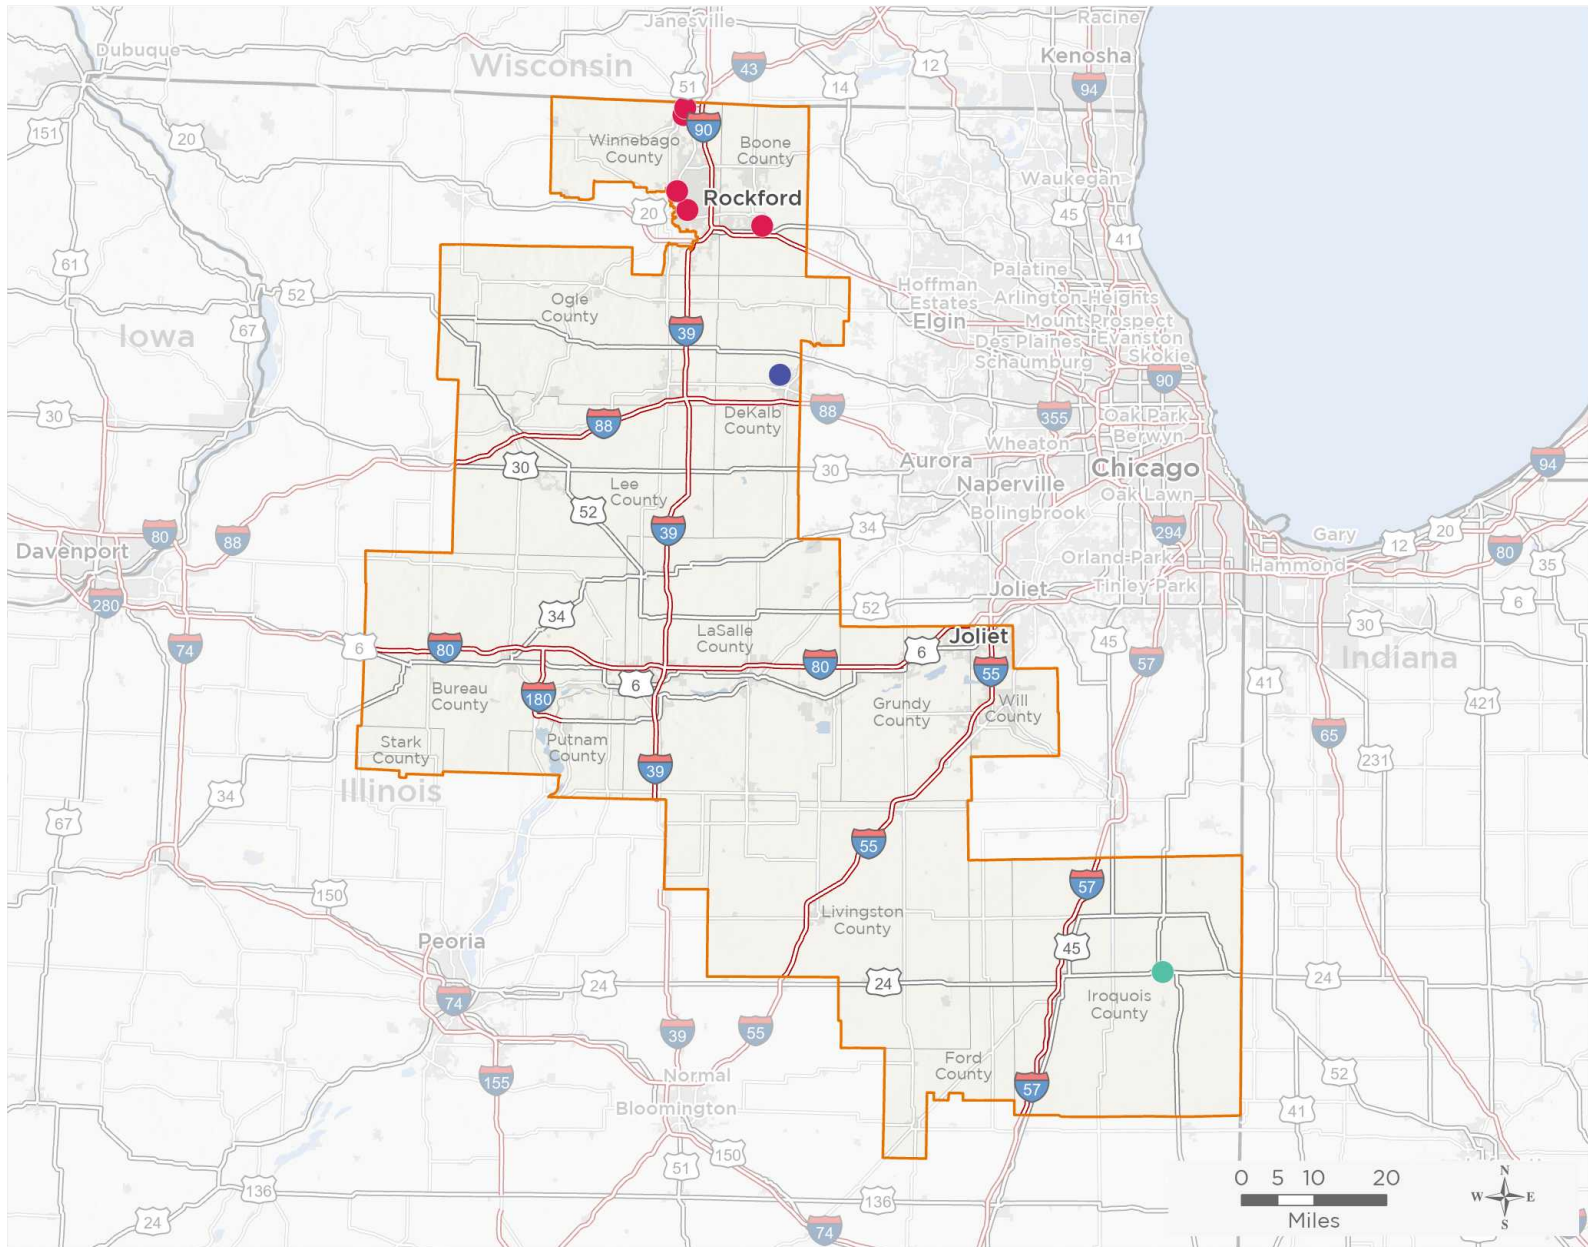 Janesville
Racine
Dubuque
Kenosha
Wisconsin
12
43
51
14
94
151
20
90
Winnebago
County
Boone
County
Waukegan
Rockford
20
45
41
61
Palatine
Hoffman
Estates
Arlington Heights
52
Ogle
County
Elgin
Mount Prospect
Evanston
Des Plaines
Skokie
Schaumburg
67
Iowa
39
90
30
88
DeKalb
County
88
355
Oak Park
Berwyn
Wheaton
30
30
Aurora
Chicago
94
Lee
County
Naperville
Oak Lawn
52
Bolingbrook
39
34
294
80
88
Gary
20
12
80
Davenport
Orland Park
Hammond
35
Tinley Park
Joliet
280
52
6
34
30
LaSalle
County
Joliet
45
6
80
74
6
80
55
57
Indiana
6
41
Bureau
County
180
Grundy
County
Will
County
421
65
Stark
County
Putnam
County
39
231
Illinois
34
67
55
57
150
Livingston
County
Peoria
45
24
24
24
74
Iroquois
County
39
55
Ford
County
52
155
Normal
57
Bloomington
41
150
51
136
136
24
74
0 5 10 20
Miles
N
W E
S